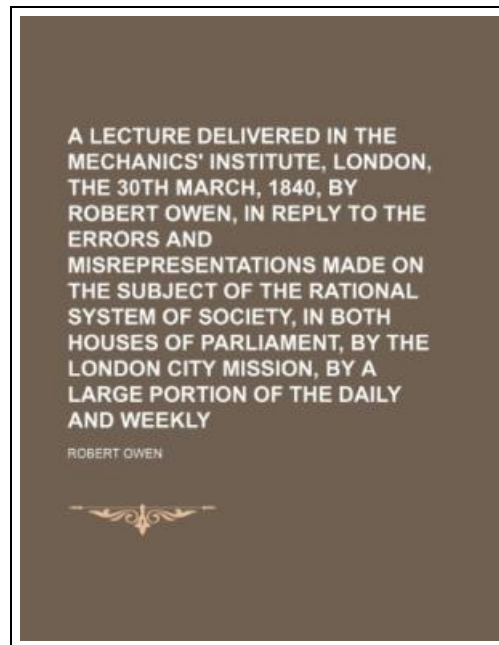 A LECTURE DELIVERED IN THE
MECHANICS' INSTITUTE, LONDON,
THE 30TH MARCH, 1840, BY
ROBERT OWEN, IN REPLY TO THE
ERRORS AND
MISREPRESENTATIONS MADE ON
THE SUBJECT OF THE RATIONAL
SYSTEM OF SOCIETY, IN BOTH
HOUSES OF PARLIAMENT, BY THE
LONDON CITY MISSION, BY A
LARGE PORTION OF THE DAILY
AND WEEKLY
ROBERT OWEN